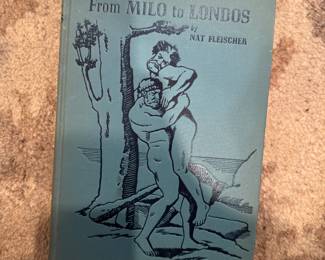 From MILO to LONDOS
by
NAT FLEISCHER